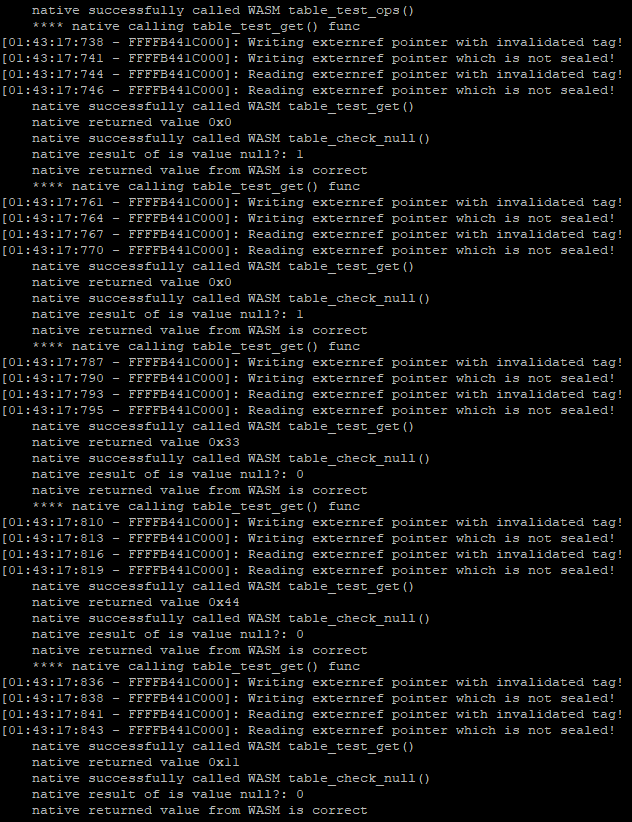 native successfully called WASM table_test_ops()
**** native calling table_test_get() func
[01:43:17:738 - FFFFB441C000]: Writing externref pointer with invalidated tag!
[01:43:17:741 - FFFFB441C000]: Writing externref pointer which is not sealed!
[01:43:17:744 - FFFFB441C000]: Reading externref pointer with invalidated tag!
[01:43:17:746 - FFFFB441C000]: Reading externref pointer which is not sealed!
native successfully called WASM table_test_get()
native returned value 0x0
native successfully called WASM table_check_null()
native result of is value null?: 1
native returned value from WASM is correct
**** native calling table_test_get() func
[01:43:17:761 - FFFFB441C000]: Writing externref pointer with invalidated tag!
[01:43:17:764 - FFFFB441C000]: Writing externref pointer which is not sealed!
[01:43:17:767 - FFFFB441C000]: Reading externref pointer with invalidated tag!
[01:43:17:770 - FFFFB441C000]: Reading externref pointer which is not sealed!
native successfully called WASM table_test_get()
native returned value 0x0
native successfully called WASM table_check_null()
native result of is value null?: 1
native returned value from WASM is correct
**** native calling table_test_get() func
[01:43:17:787 - FFFFB441C000]: Writing externref pointer with invalidated tag!
[01:43:17:790 - FFFFB441C000]: Writing externref pointer which is not sealed!
[01:43:17:793 - FFFFB441C000]: Reading externref pointer with invalidated tag!
[01:43:17:795 - FFFFB441C000]: Reading externref pointer which is not sealed!
native successfully called WASM table_test_get()
native returned value 0x33
native successfully called WASM table_check_null()
native result of is value null?: 0
native returned value from WASM is correct
**** native calling table_test_get() func
[01:43:17:810 - FFFFB441C000]: Writing externref pointer with invalidated tag!
[01:43:17:813 - FFFFB441C000]: Writing externref pointer which is not sealed!
[01:43:17:816 - FFFFB441C000]: Reading externref pointer with invalidated tag!
[01:43:17:819 - FFFFB441C000]: Reading externref pointer which is not sealed!
native successfully called WASM table_test_get()
native returned value 0x44
native successfully called WASM table_check_null()
native result of is value null?: 0
native returned value from WASM is correct
**** native calling table_test_get() func
[01:43:17:836 - FFFFB441C000]: Writing externref pointer with invalidated tag!
[01:43:17:838 - FFFFB441C000]: Writing externref pointer which is not sealed!
[01:43:17:841 - FFFFB441C000]: Reading externref pointer with invalidated tag!
[01:43:17:843 - FFFFB441C000]: Reading externref pointer which is not sealed!
native successfully called WASM table_test_get()
native returned value 0x11
native successfully called WASM table_check_null()
native result of is value null?: 0
native returned value from WASM is correct